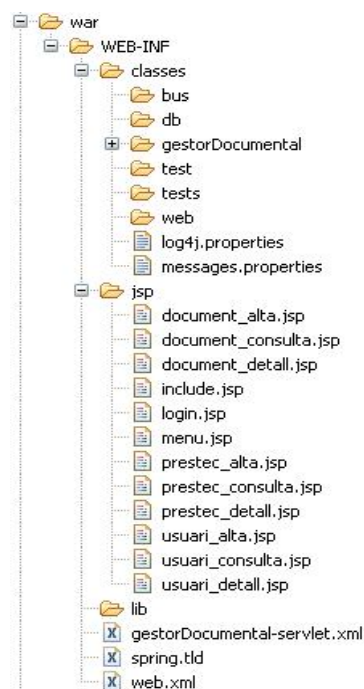 war
WEB-INF
classes
bus
db
gestorDocumental
test
tests
web
log4j.properties
messages.properties
jsp
document_alta.jsp
document_consulta.jsp
document_detall.jsp
include.jsp
login.jsp
menu.jsp
prestec_alta.jsp
prestec_consulta.jsp
prestec_detall.jsp
usuari_alta.jsp
usuari_consulta.jsp
usuari_detall.jsp
lib
gestorDocumental-servlet.xml
spring.tld
web.xml